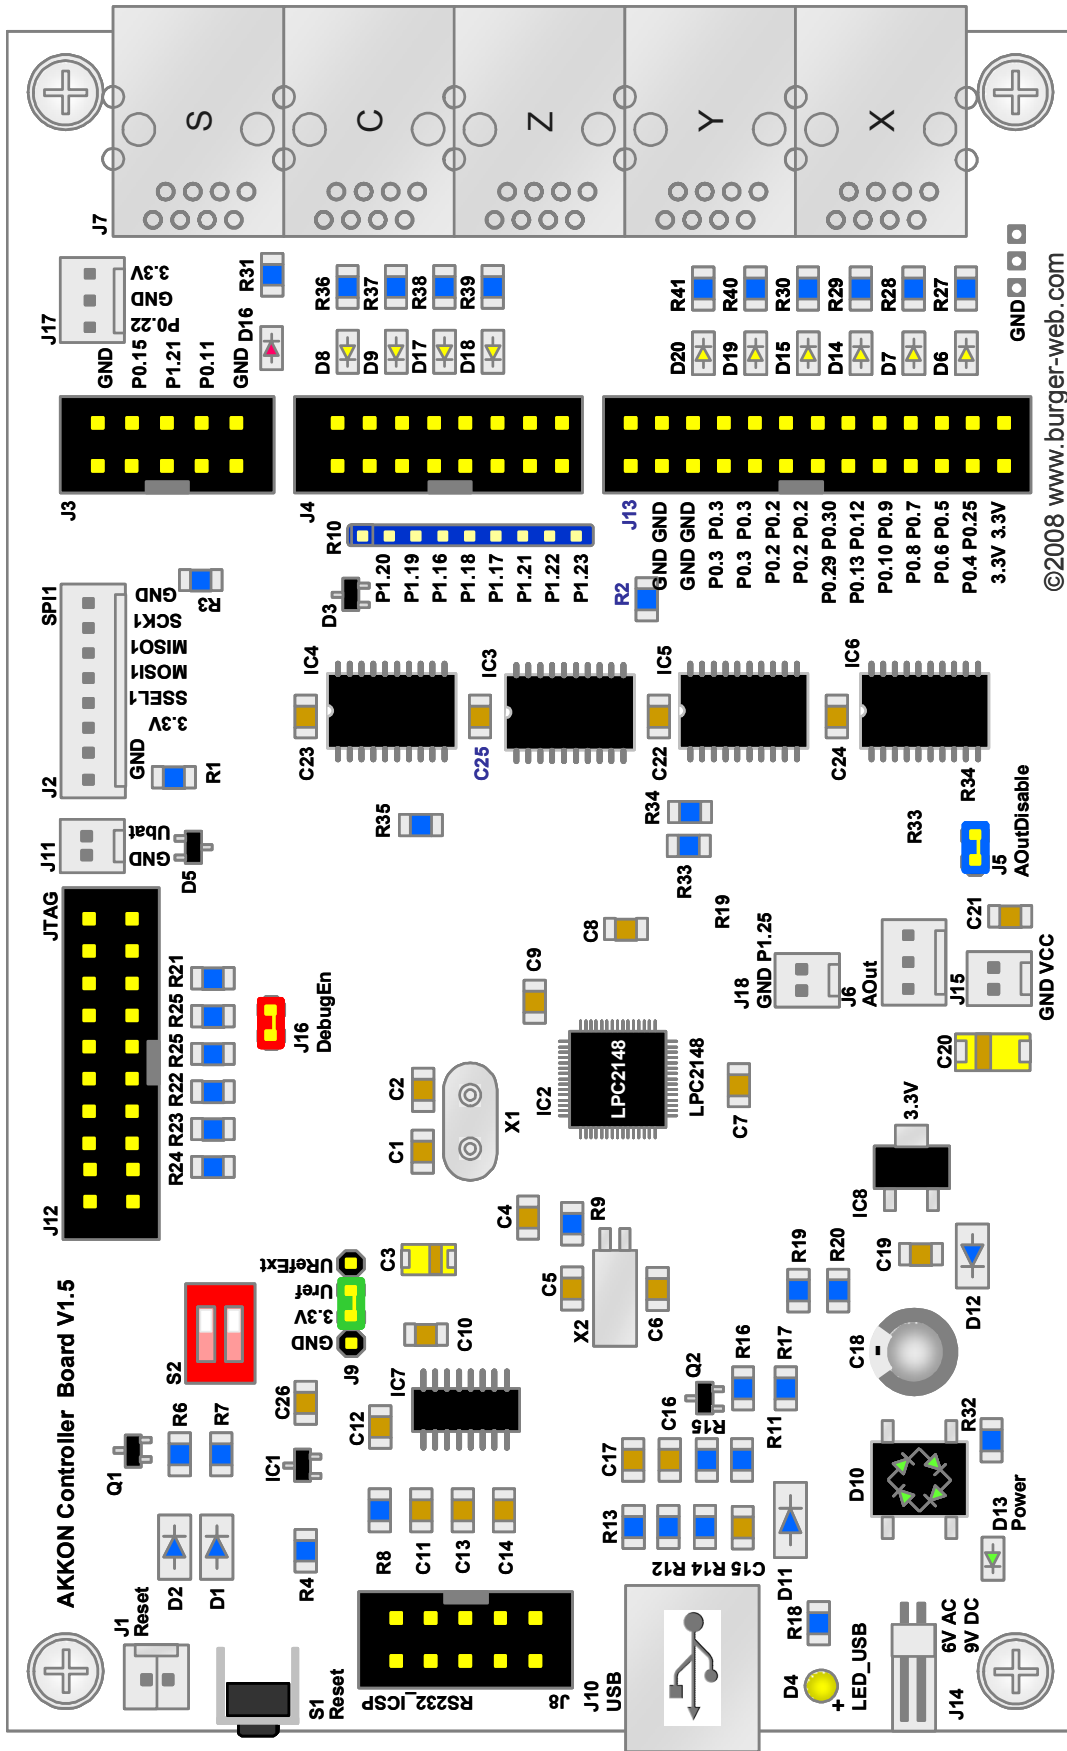 S
C
Z
Y
X
J7
J17
3.3V
GND
P0.22
R31
D16
GND
P0.15
P1.21
P0.11
GND
R36
R37
R38
R39
D8
D9
D17
D18
R41
R40
R30
R29
R28
R27
D20
D19
D15
D14
D7
D6
GND
J3
J4
J13
R10
P1.20
P1.19
P1.16
P1.18
P1.17
P1.21
P1.22
P1.23
D3
R2
GND GND
GND GND
P0.3 P0.3
P0.3 P0.3
P0.2 P0.2
P0.2 P0.2
P0.29 P0.30
P0.13 P0.12
P0.10 P0.9
P0.8 P0.7
P0.6 P0.5
P0.4 P0.25
3.3V 3.3V
©2008 www.burger-web.com
SPI1
GND
SCK1
MISO1
MOSI1
SSEL1
3.3V
GND
J2
R3
R1
IC4
IC3
IC5
IC6
C23
C25
C22
C24
J11
Ubat
GND
D5
R35
R34
R33
R19
R33
R34
J5
AOutDisable
JTAG
J12
R21
R25
R25
R22
R23
R24
J16
DebugEn
C8
C9
C21
J18
GND P1.25
J6
AOut
J15
GND VCC
C20
C2
C1
X1
IC2
LPC2148
LPC2148
C7
3.3V
IC8
C4
R9
C5
X2
C6
R19
R20
C19
D12
C18
AKKON Controller Board V1.5
S2
URefExt
Uref
3.3V
GND
J9
C3
C10
IC7
C12
C26
IC1
Q1
R6
R7
Q2
R16
R17
R15
R11
C17
C16
D10
R32
D13
Power
D2
D1
R4
R8
C11
C13
C14
R13
C15 R14 R12
D11
J1
Reset
S1
Reset
RS232_ICSP
J8
J10
USB
R18
D4
+
LED_USB
6V AC
9V DC
J14
-